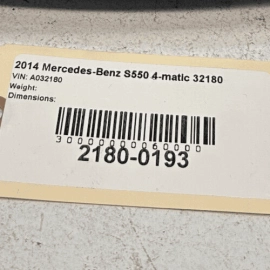 2014 Mercedes-Benz S550 4-matic 32180
VIN: A032180
Weight:
Dimensions:
3000000060000
2180-0193